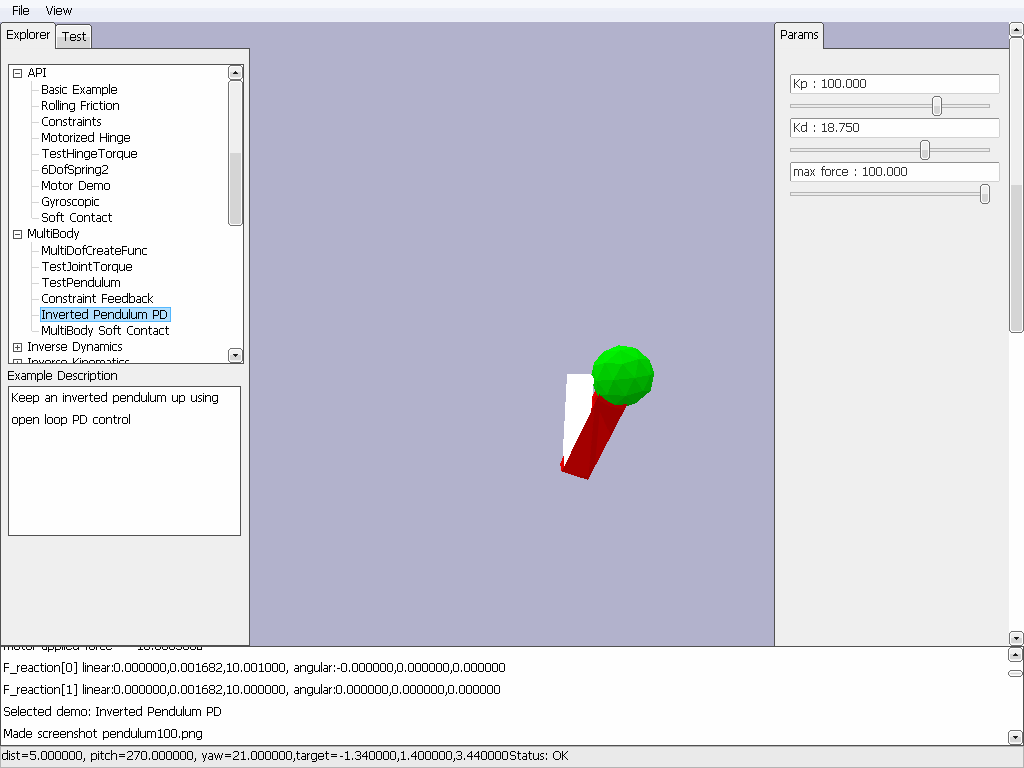 File View
Explorer Test
API
Basic Example
Rolling Friction
Constraints
Motorized Hinge
TestHingeTorque
6DofSpring2
Motor Demo
Gyroscopic
Soft Contact
MultiBody
MultiDofCreateFunc
TestJointTorque
TestPendulum
Constraint Feedback
Inverted Pendulum PD
MultiBody Soft Contact
Inverse Dynamics
Inverse Kinematics
Example Description
Keep an inverted pendulum up using
open loop PD control
Params
Kp : 100.000
Kd : 18.750
max force : 100.000
motor applied force
F_reaction[0] linear:0.000000,0.001682,10.001000, angular:-0.000000,0.000000,0.000000
F_reaction[1] linear:0.000000,0.001682,10.000000, angular:0.000000,0.000000,0.000000
Selected demo: Inverted Pendulum PD
Made screenshot pendulum100.png
dist=5.000000, pitch=270.000000, yaw=21.000000,target=-1.340000,1.400000,3.440000Status: OK